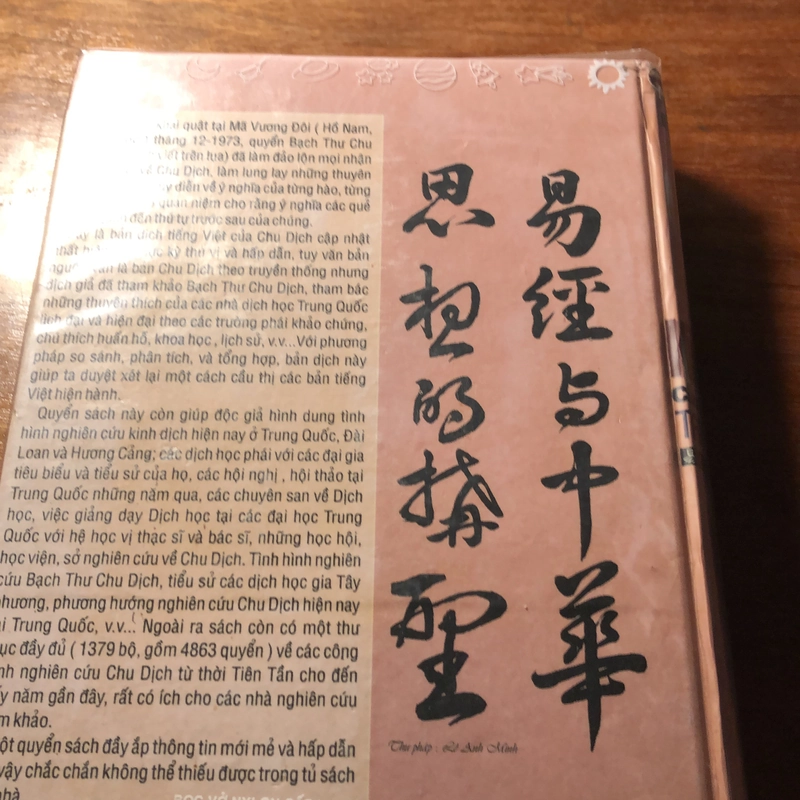 quật tại Mã Vương Đôi ( Hồ Nam,
tháng 12-1973, quyển Bạch Thư Chu
viết trên lụa) đã làm đảo lộn mọi nhận
về Chu Dịch, làm lung lay những thuyên
diễn về ý nghĩa của từng hào, từng
quan niệm cho rằng ý nghĩa các quẻ
đến thứ tự trước sau của chúng.
là bản dịch tiếng Việt của Chu Dịch cập nhật
thú vị và hấp dẫn, tuy văn bản
là bản Chu Dịch theo truyền thống nhưng
dịch giả đã tham khảo Bạch Thư Chu Dịch, tham bác
những thuyên thích của các nhà dịch học Trung Quốc
lịch đại và hiện đại theo các trường phái khảo chứng,
chú thích huấn hỗ, khoa học , lịch sử, v.v...Với phương
pháp so sánh, phân tích, và tổng hợp, bản dịch này
giúp ta duyệt xét lại một cách cầu thị các bản tiếng
Việt hiện hành.
Quyển sách này còn giúp độc giả hình dung tình
hình nghiên cứu kinh dịch hiện nay ở Trung Quốc, Đài
Loan và Hương Cảng; các dịch học phái với các đại gia
tiêu biểu và tiểu sử của họ, các hội nghị , hội thảo tại
Trung Quốc những năm qua, các chuyên san về Dịch
học, việc giảng dạy Dịch học tại các đại học Trung
Quốc với hệ học vị thạc sĩ và bác sĩ, những học hội,
học viện, sở nghiên cứu về Chu Dịch. Tình hình nghiên
cứu Bạch Thư Chu Dịch, tiểu sử các dịch học gia Tây
phương, phương hướng nghiên cứu Chu Dịch hiện nay
Trung Quốc, v.v... Ngoài ra sách còn có một thư
mục đầy đủ ( 1379 bộ, gồm 4863 quyển ) về các công
nghiên cứu Chu Dịch từ thời Tiên Tần cho đến
năm gần đây, rất có ích cho các nhà nghiên cứu
khảo.
quyển sách đầy ắp thông tin mới mẻ và hấp dẫn
vậy chắc chắn không thể thiếu được trong tủ sách
nhà
易經与中華
思想的搆型
Thư pháp : Lê Anh Minh